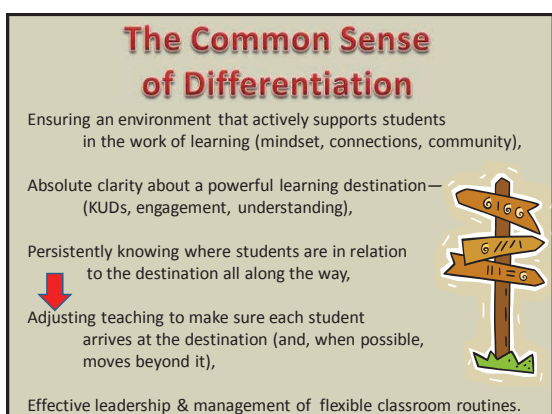 The Common Sense
of Differentiation
Ensuring an environment that actively supports students
in the work of learning (mindset, connections, community),
Absolute clarity about a powerful learning destination—
(KUDs, engagement, understanding),
Persistently knowing where students are in relation
to the destination all along the way,
Adjusting teaching to make sure each student
arrives at the destination (and, when possible,
moves beyond it),
Effective leadership & management of flexible classroom routines.